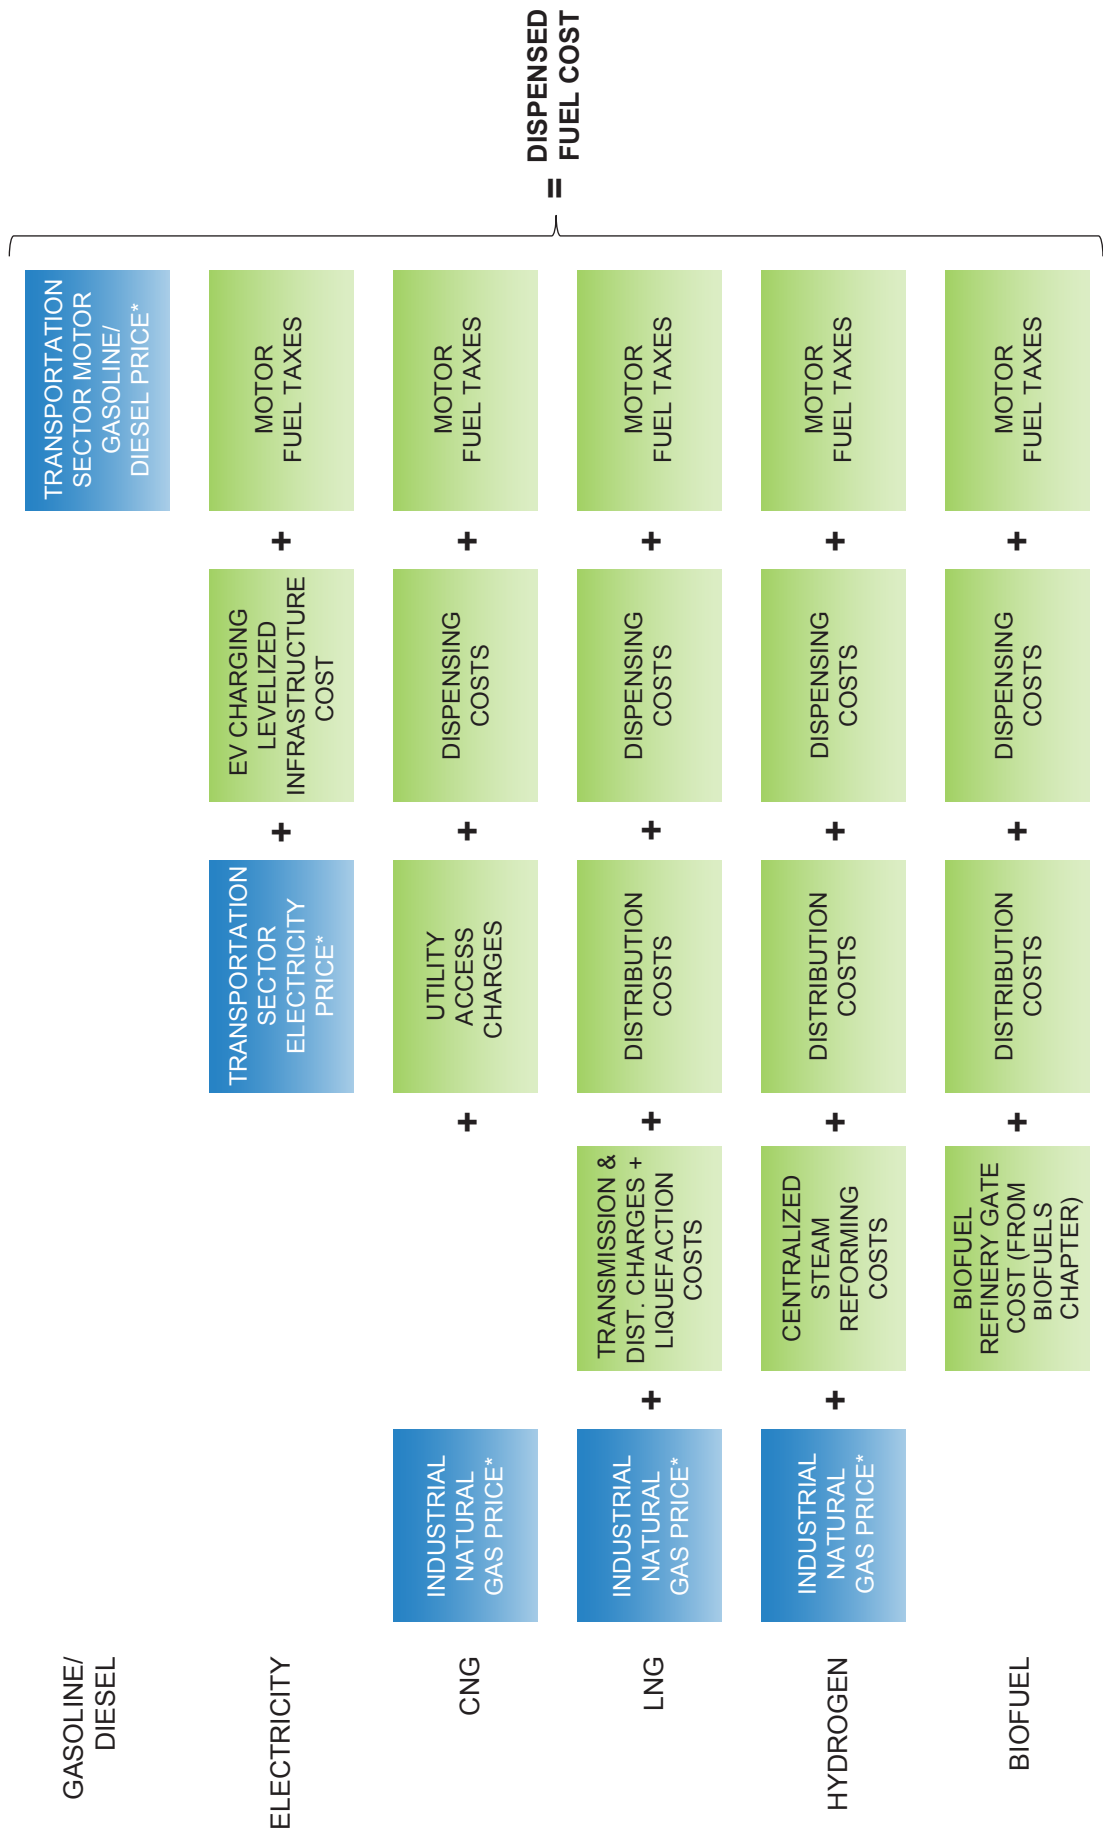 GASOLINE/
DIESEL
TRANSPORTATION
SECTOR MOTOR
GASOLINE/
DIESEL PRICE*
ELECTRICITY
TRANSPORTATION
SECTOR
ELECTRICITY
PRICE*
+
EV CHARGING
LEVELIZED
INFRASTRUCTURE
COST
+
MOTOR
FUEL TAXES
CNG
INDUSTRIAL
NATURAL
GAS PRICE*
+
UTILITY
ACCESS
CHARGES
+
DISPENSING
COSTS
+
MOTOR
FUEL TAXES
LNG
INDUSTRIAL
NATURAL
GAS PRICE*
+
TRANSMISSION &
DIST. CHARGES +
LIQUEFACTION
COSTS
+
DISTRIBUTION
COSTS
+
DISPENSING
COSTS
+
MOTOR
FUEL TAXES
HYDROGEN
INDUSTRIAL
NATURAL
GAS PRICE*
+
CENTRALIZED
STEAM
REFORMING
COSTS
+
DISTRIBUTION
COSTS
+
DISPENSING
COSTS
+
MOTOR
FUEL TAXES
BIOFUEL
BIOFUEL
REFINERY GATE
COST (FROM
BIOFUELS
CHAPTER)
+
DISTRIBUTION
COSTS
+
DISPENSING
COSTS
+
MOTOR
FUEL TAXES
= DISPENSED
FUEL COST